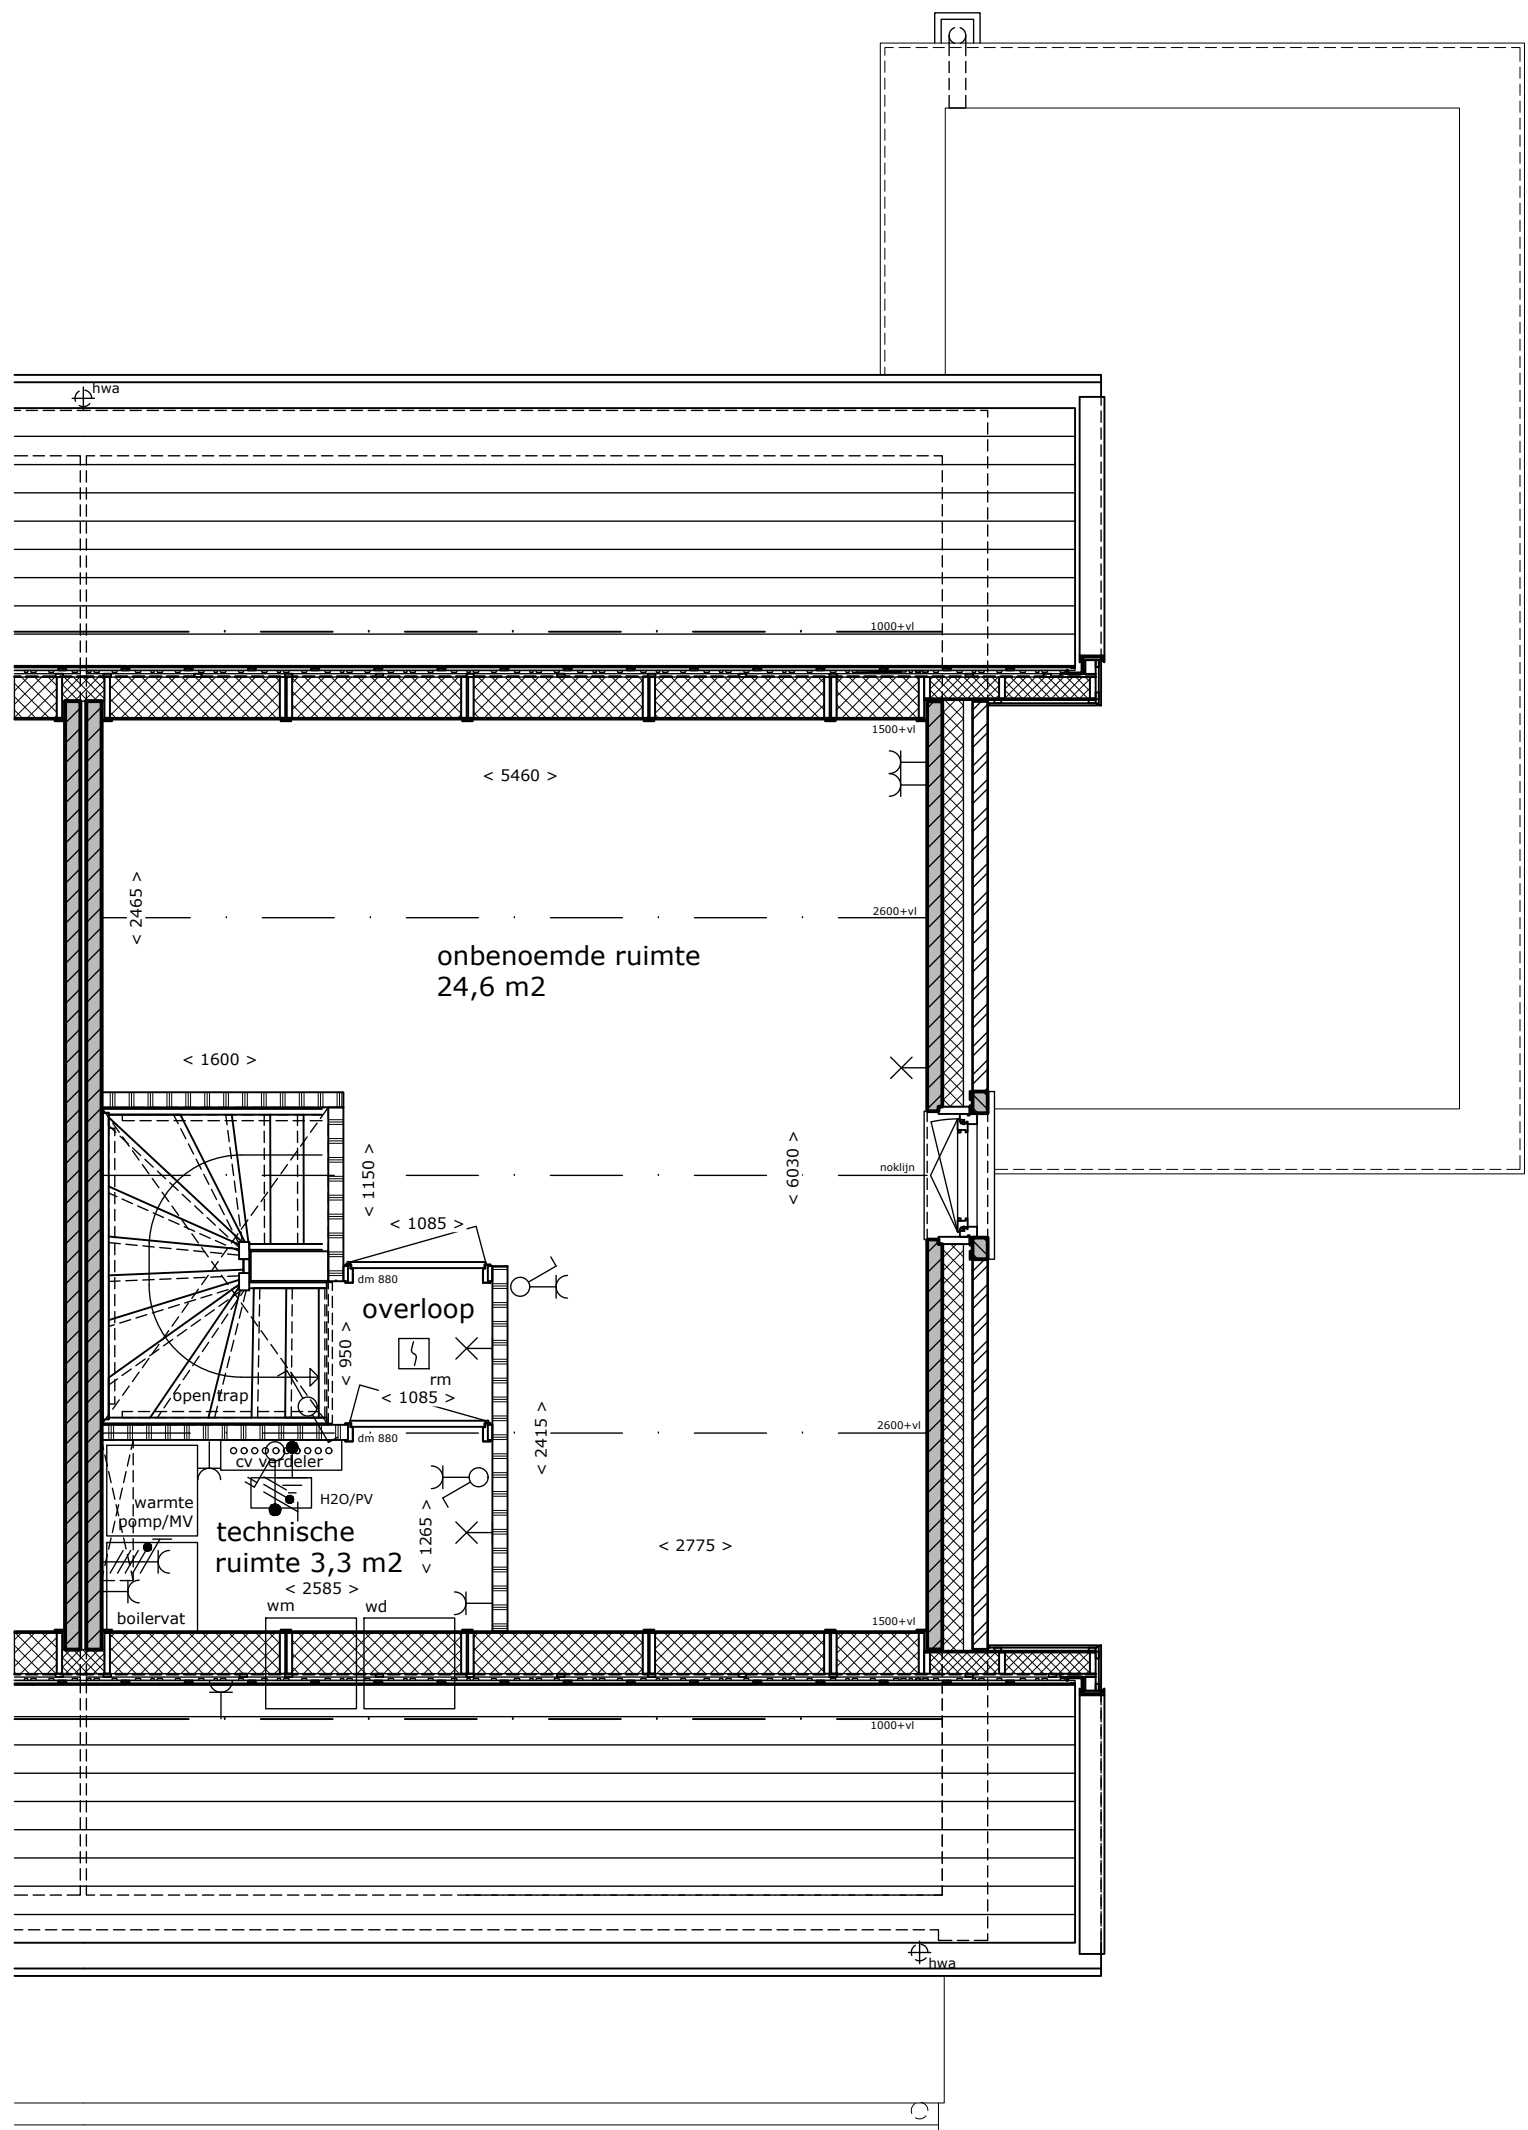 hwa
1000+vl
1500+vl
< 5460 >
< 2465 >
2600+vl
onbenoemde ruimte
24,6 m2
< 1600 >
< 1150 >
< 6030 >
noklijn
< 1085 >
dm 880
overloop
< 950 >
rm
< 1085 >
open trap
dm 880
2600+vl
< 2415 >
cv verdeler
H2O/PV
warmte
pomp/MV
technische
ruimte 3,3 m2
< 1265 >
< 2775 >
< 2585 >
wm
wd
boilervat
1500+vl
1000+vl
hwa